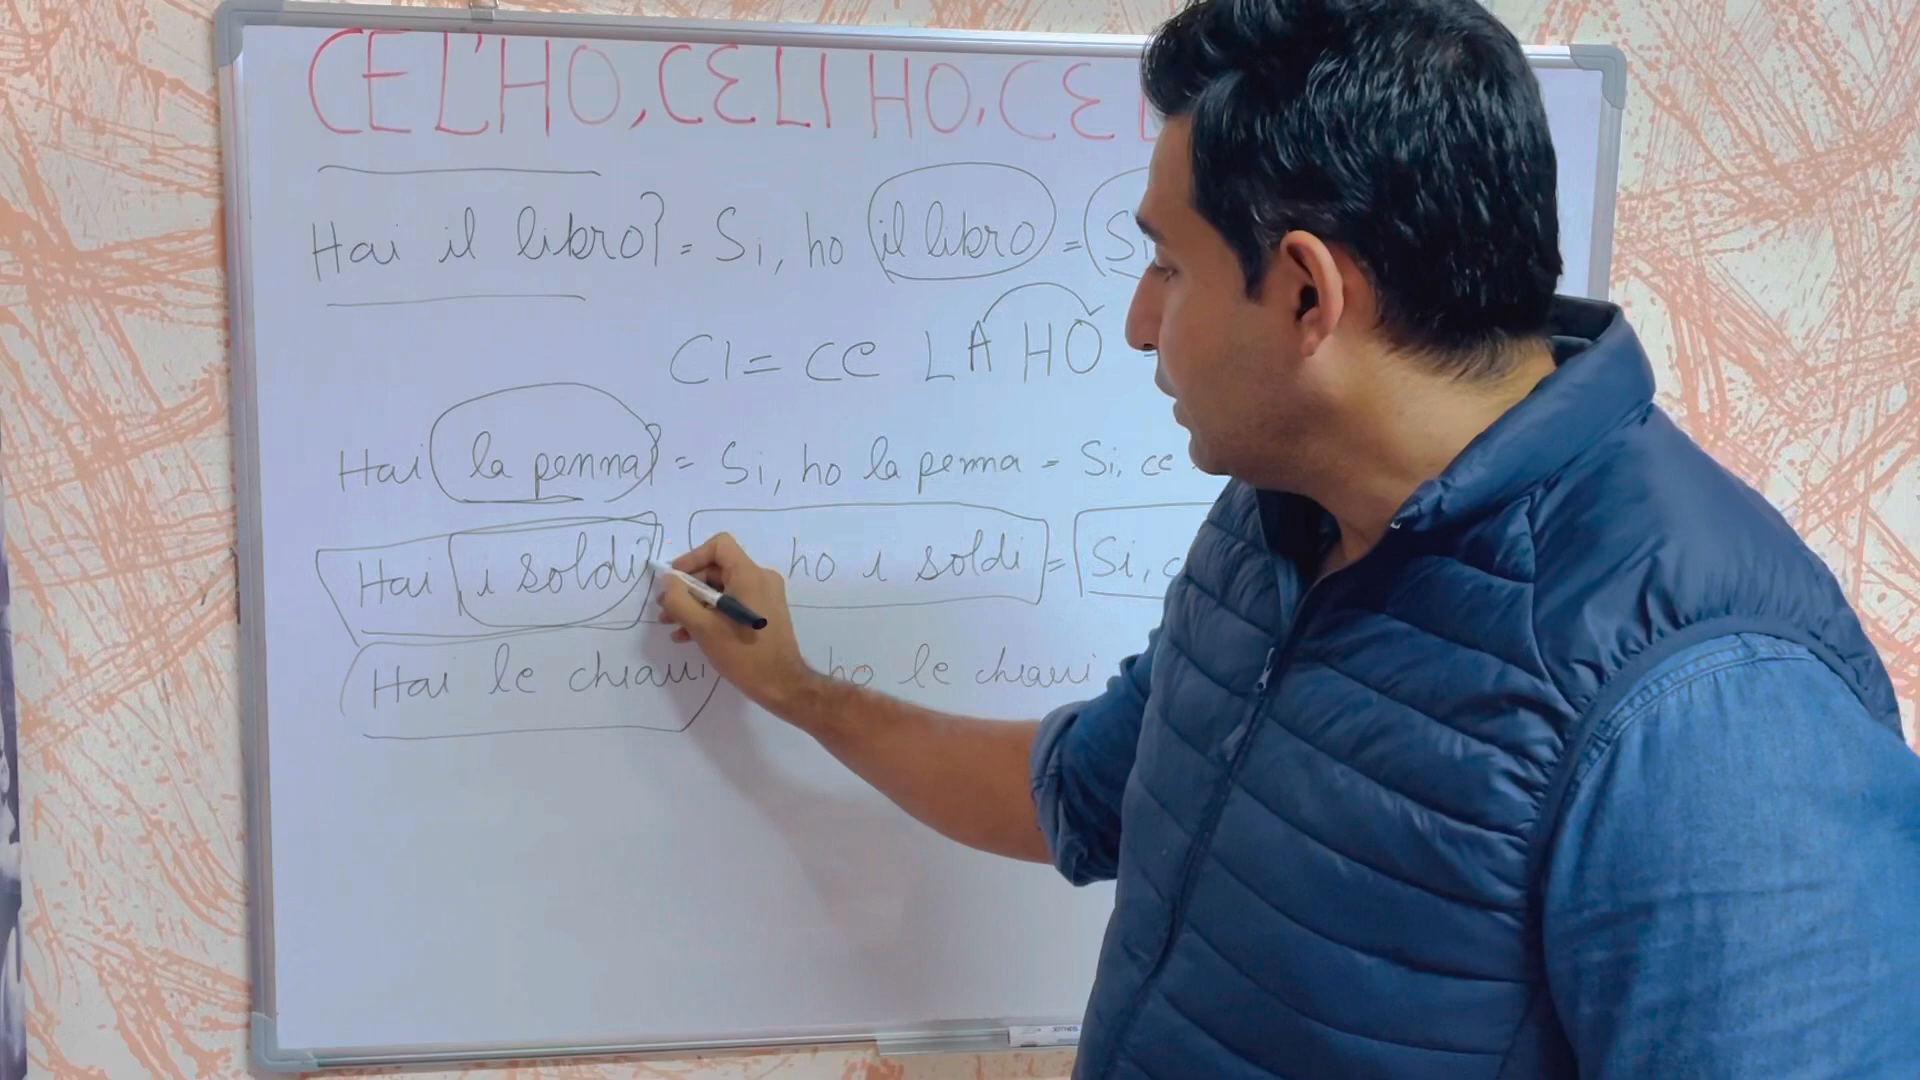 CE L'HO, CE LI HO, CE L
Hai il libro? = Si, ho il libro = Si
CI = CE LA HO =
Hai la penna? = Si, ho la penna - Si, ce
Hai i soldi? ho i soldi = Si, c
Hai le chiavi ho le chiavi